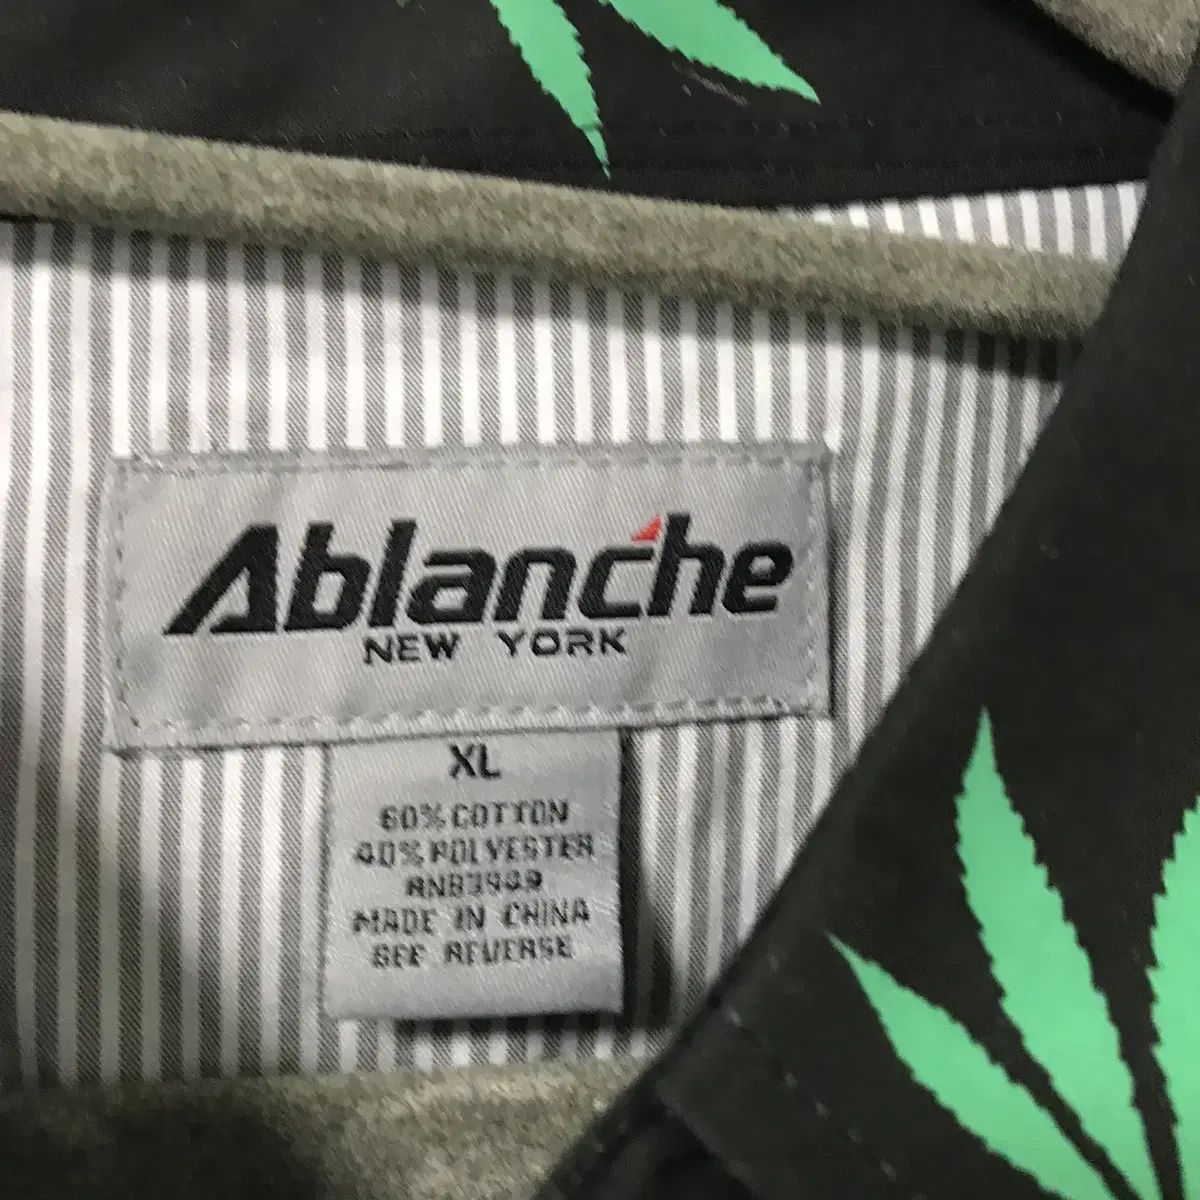 Ablanche
NEW YORK
XL
60% COTTON
40% POLYESTER
MADE IN CHINA
SEE REVERSE